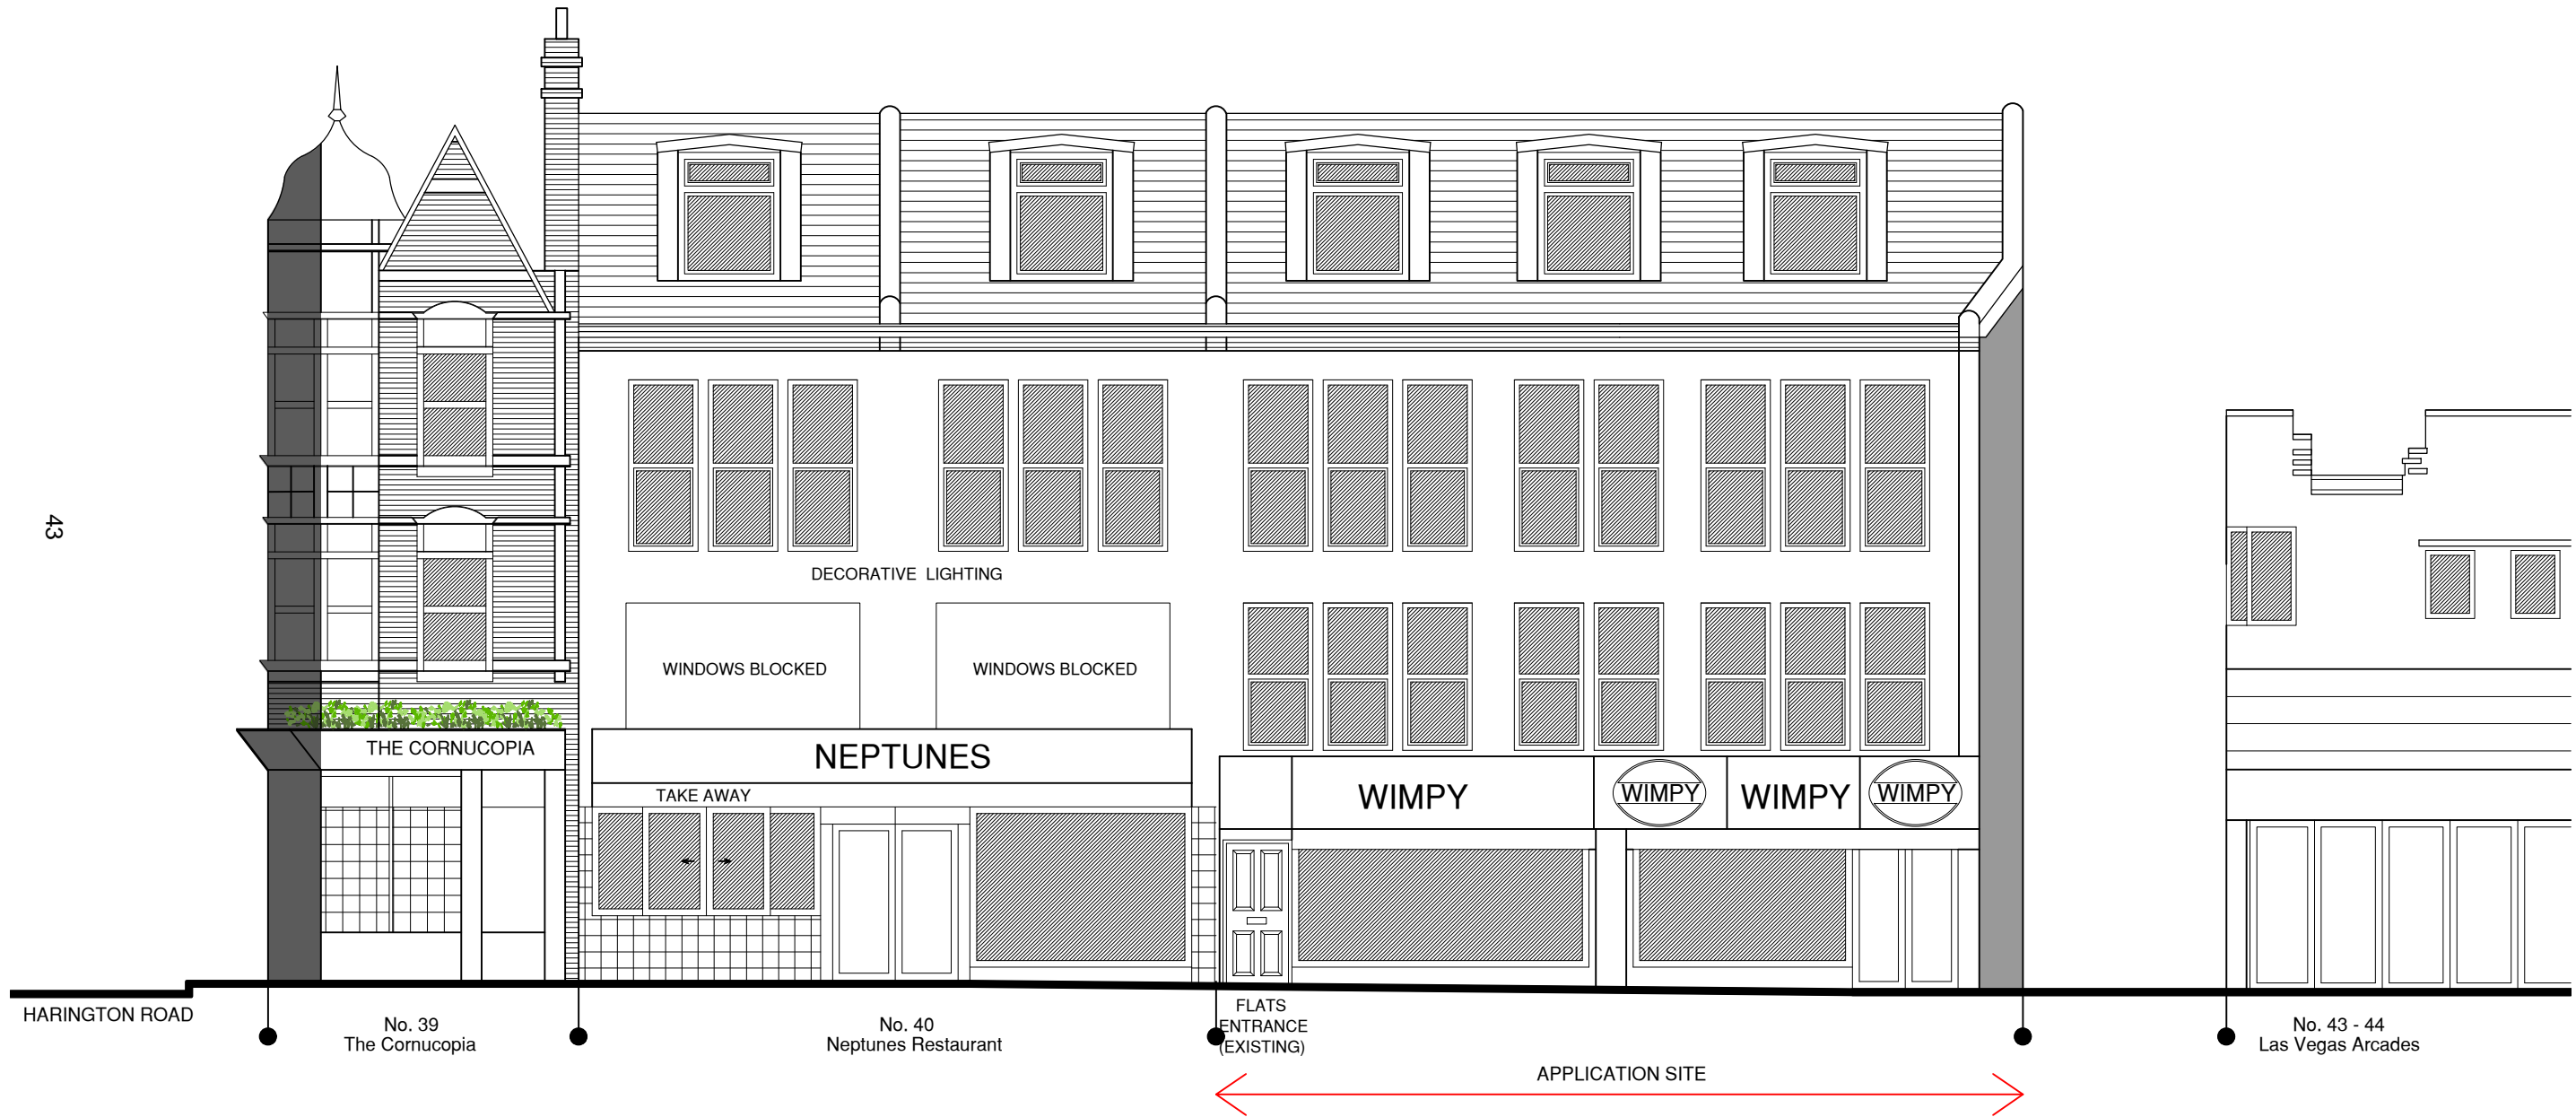 43
DECORATIVE LIGHTING
WINDOWS BLOCKED
WINDOWS BLOCKED
THE CORNUCOPIA
NEPTUNES
TAKE AWAY
WIMPY
WIMPY
WIMPY
WIMPY
HARINGTON ROAD
No. 39
The Cornucopia
No. 40
Neptunes Restaurant
FLATS
ENTRANCE
(EXISTING)
No. 43 - 44
Las Vegas Arcades
APPLICATION SITE